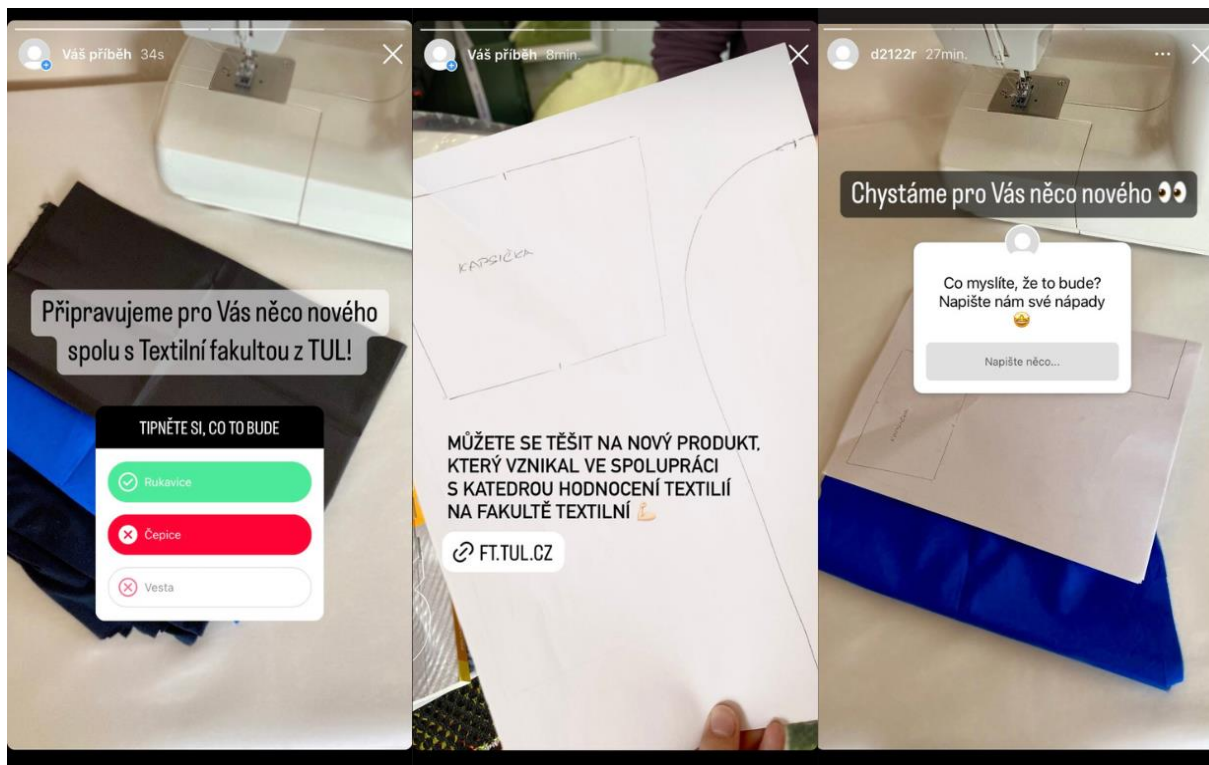 Váš příběh 34s
Připravujeme pro Vás něco nového
spolu s Textilní fakultou z TUL!
TIPNĚTE SI, CO TO BUDE
Rukavice
Čepice
Vesta
Váš příběh 8min.
KAPSIČKA
MŮŽETE SE TĚŠIT NA NOVÝ PRODUKT,
KTERÝ VZNIKAL VE SPOLUPRÁCI
S KATEDROU HODNOCENÍ TEXTILIÍ
NA FAKULTĚ TEXTILNÍ 💪🏻
FT.TUL.CZ
d2122r 27min.
Chystáme pro Vás něco nového 👀
Co myslíte, že to bude?
Napište nám své nápady
🤩
Napište něco...
KAPSIČKA